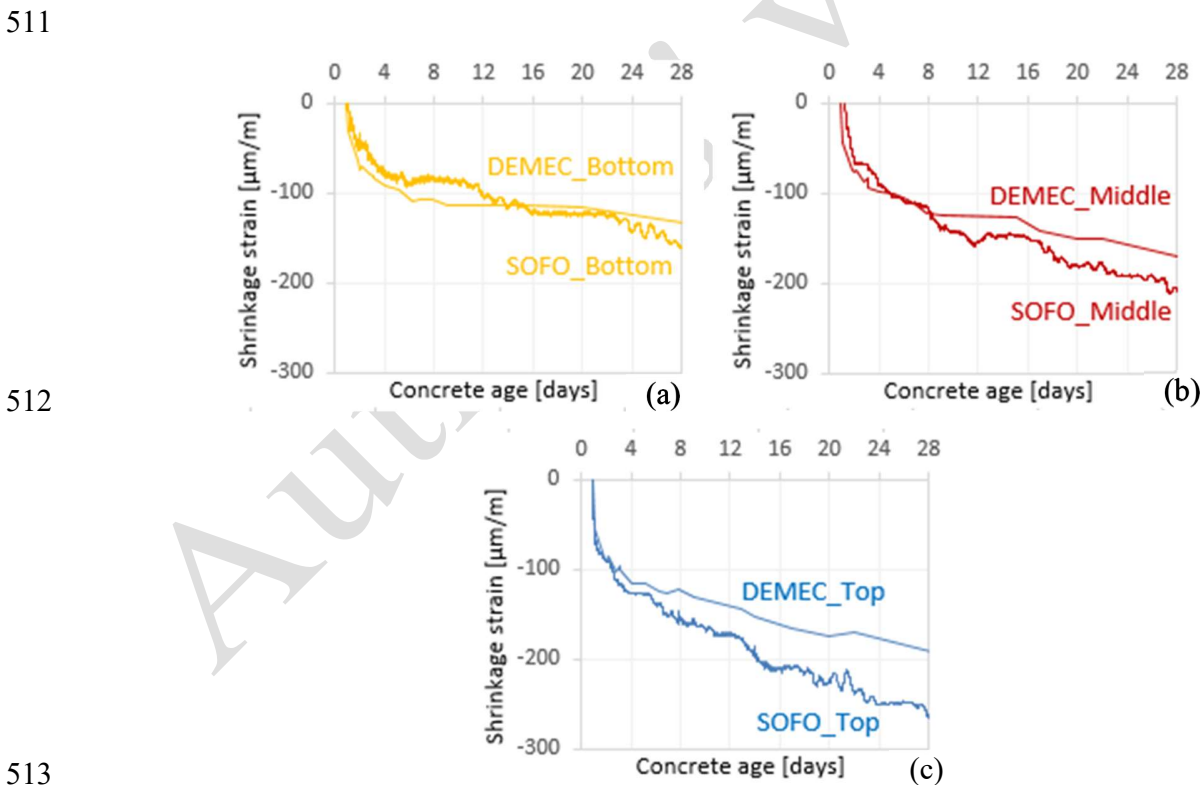 511
0 4 8 12 16 20 24 28
0
-100
-200
-300
Shrinkage strain [µm/m]
DEMEC_Bottom
SOFO_Bottom
Concrete age [days]
(a)
0 4 8 12 16 20 24 28
0
-100
-200
-300
Shrinkage strain [µm/m]
DEMEC_Middle
SOFO_Middle
Concrete age [days]
(b)
512
0 4 8 12 16 20 24 28
0
-100
-200
-300
Shrinkage strain [µm/m]
DEMEC_Top
SOFO_Top
Concrete age [days]
(c)
513